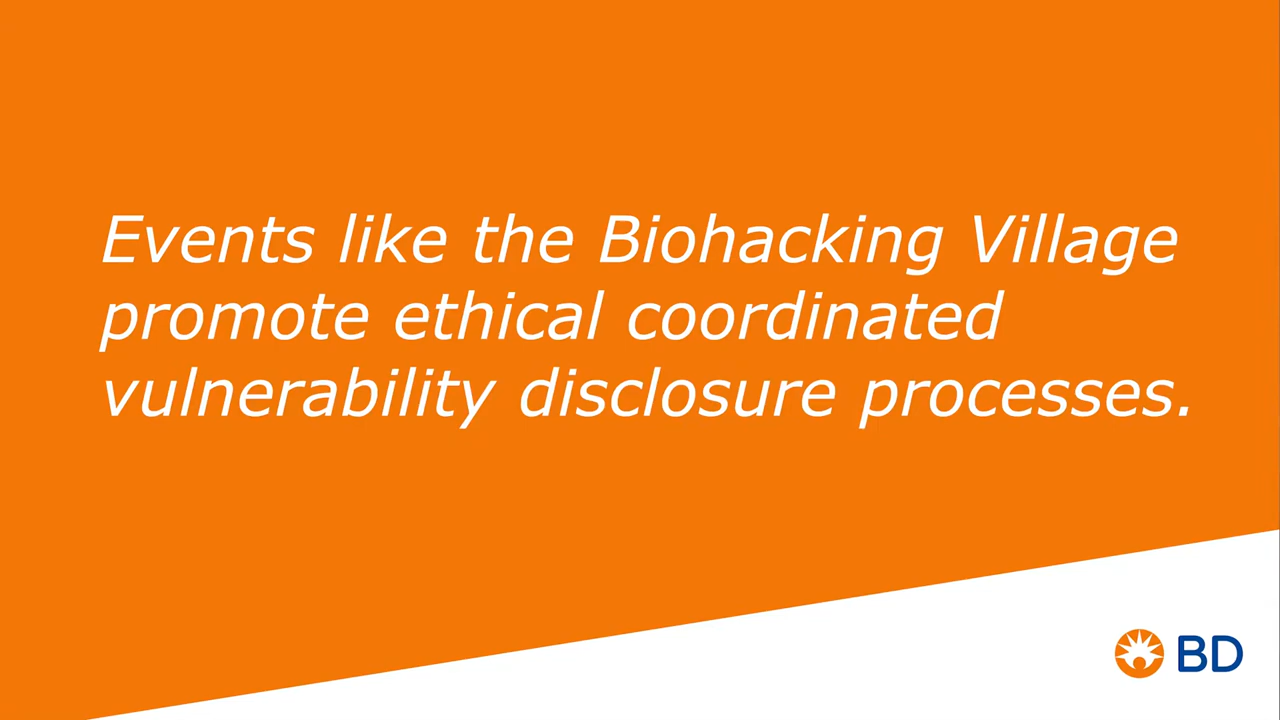 Events like the Biohacking Village
promote ethical coordinated
vulnerability disclosure processes.
BD